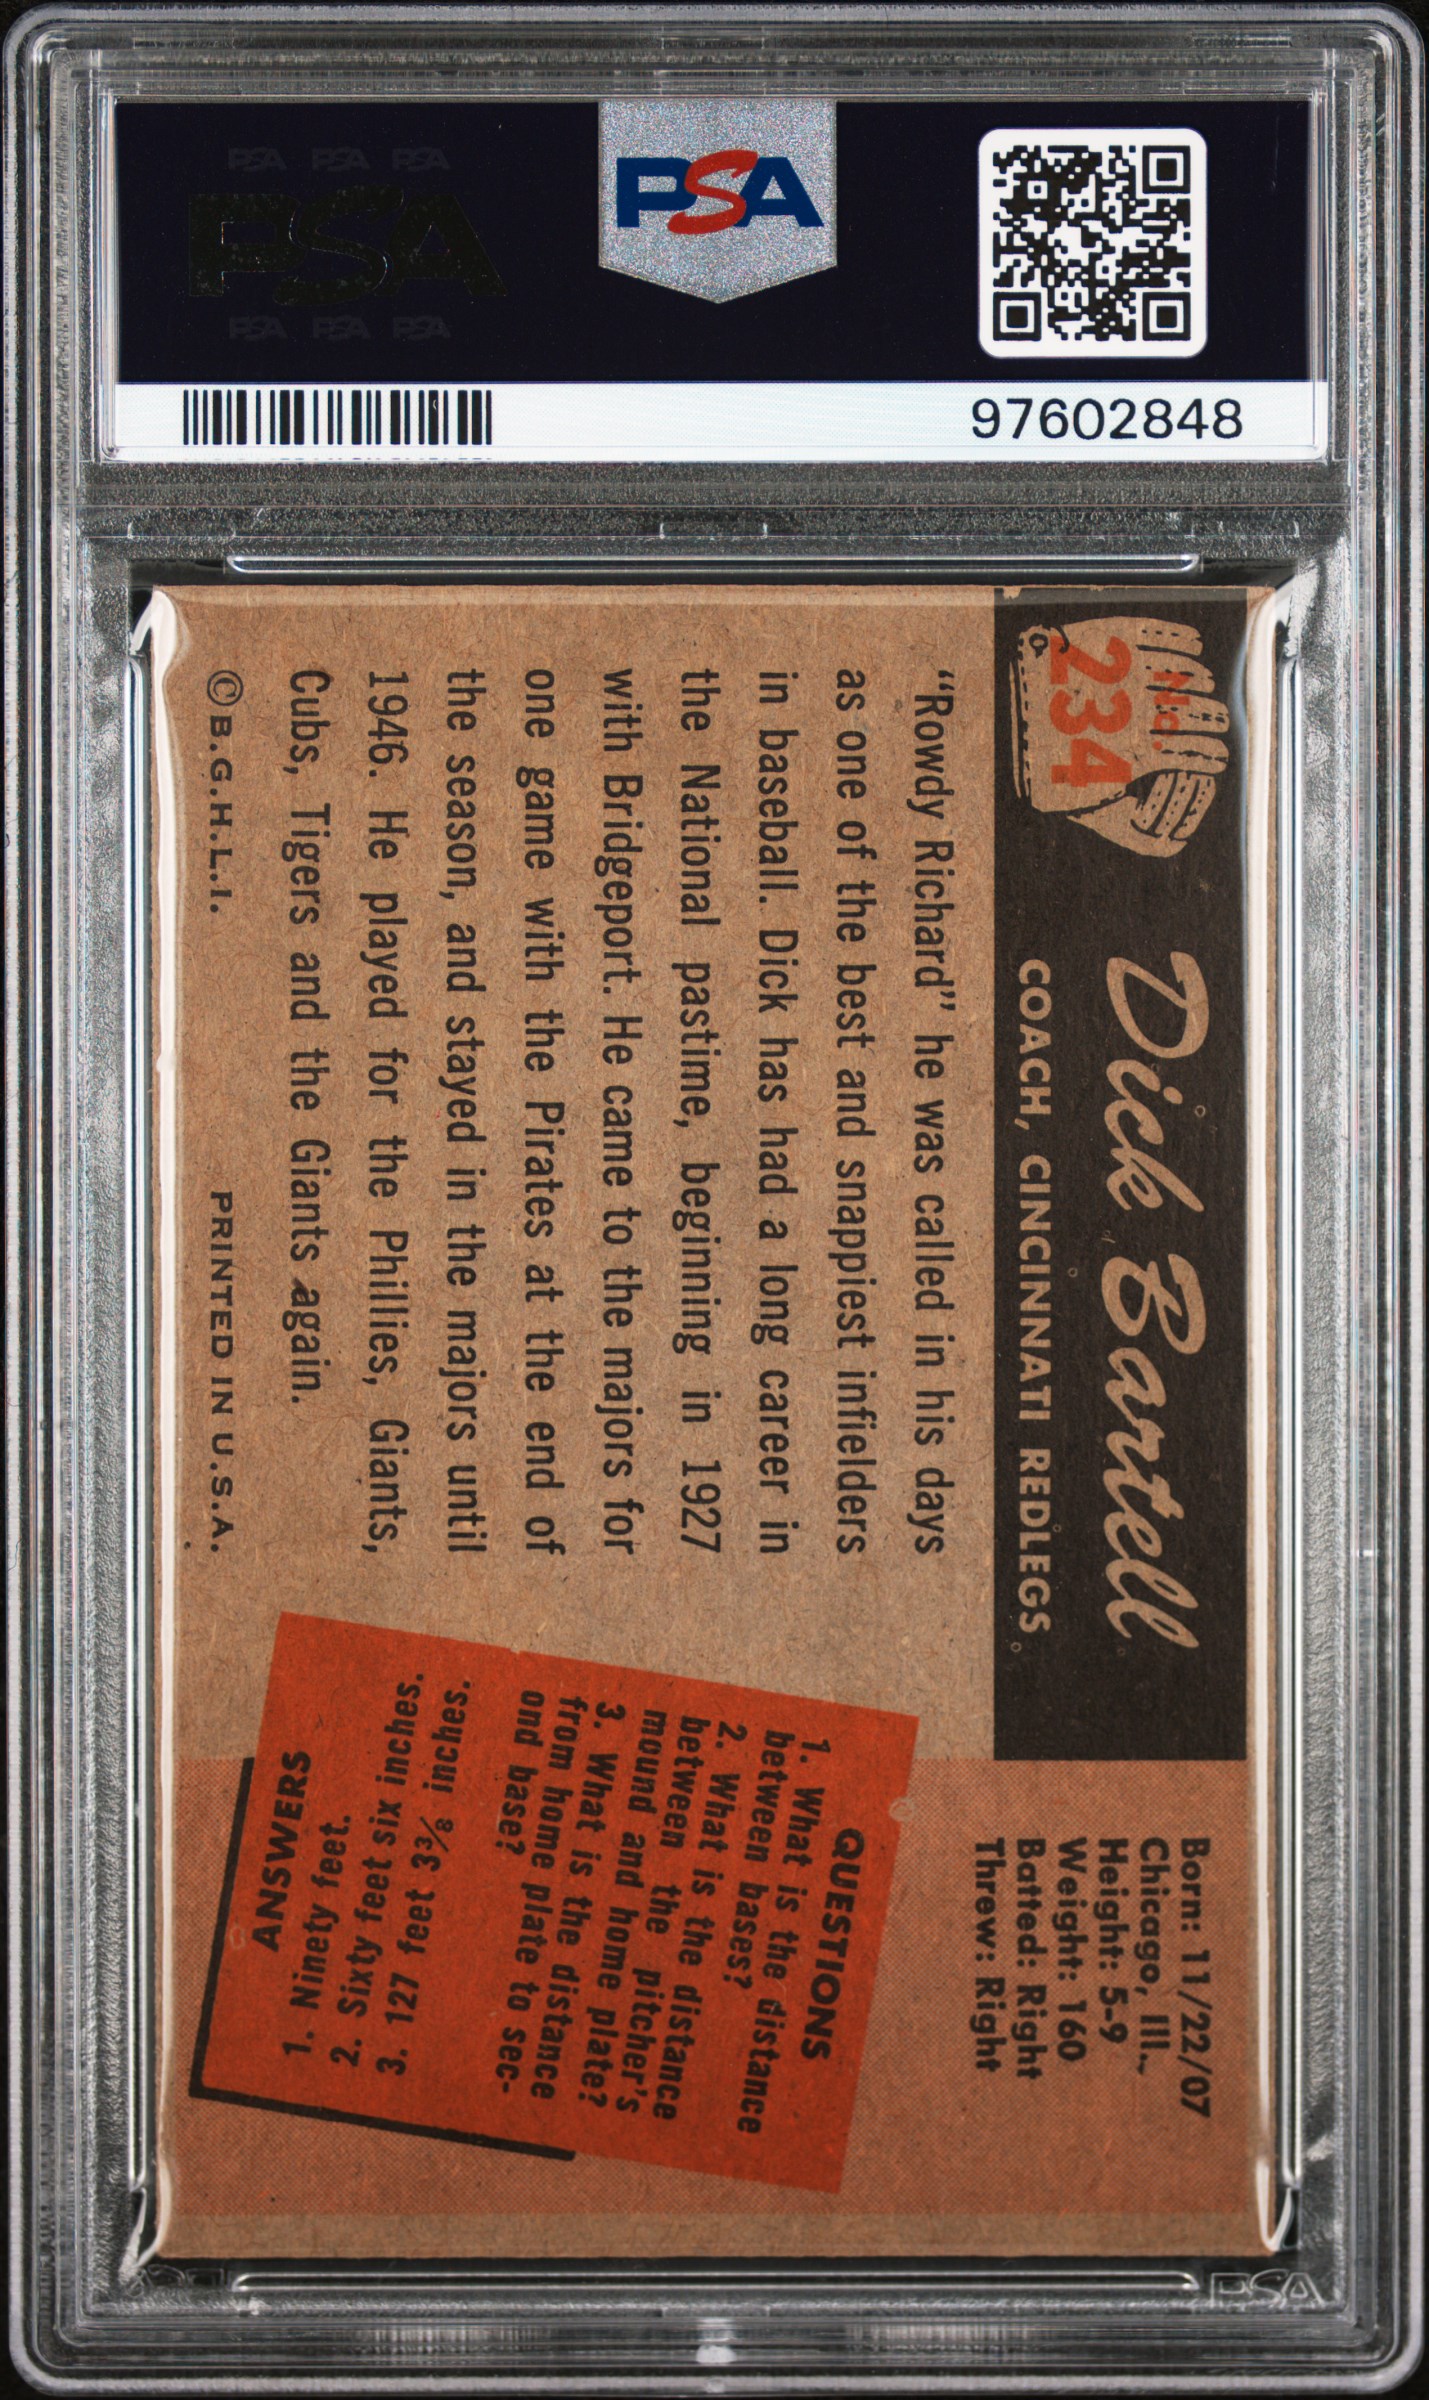 PSA PSA PSA
PSA
PSA PSA PSA
PSA
97602848
No.
234
Dick Bartell
COACH, CINCINNATI REDLEGS
"Rowdy Richard" he was called in his days
as one of the best and snappiest infielders
in baseball. Dick has had a long career in
the National pastime, beginning in 1927
with Bridgeport. He came to the majors for
one game with the Pirates at the end of
the season, and stayed in the majors until
1946. He played for the Phillies, Giants,
Cubs, Tigers and the Giants again.
© B.G.H.L.I.
PRINTED IN U.S.A.
Born: 11/22/07
Chicago, Ill.
Height: 5-9
Weight: 160
Batted: Right
Threw: Right
QUESTIONS
1. What is the distance
between bases?
2. What is the distance
between the pitcher's
mound and home plate?
3. What is the distance
from home plate to sec-
ond base?
ANSWERS
1. Ninety feet.
2. Sixty feet six inches.
3. 127 feet 3⅜ inches.
PSA